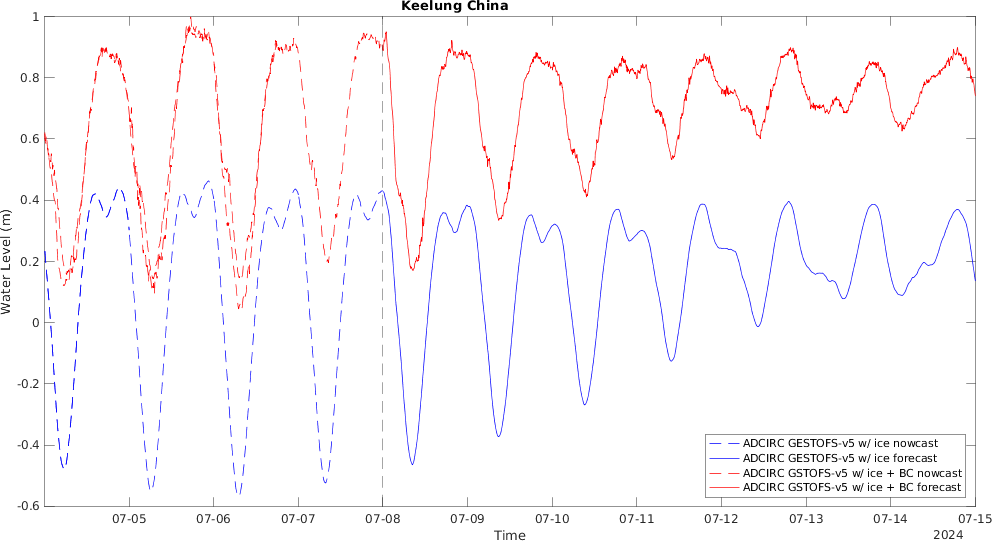 Keelung China
1
0.8
0.6
0.4
0.2
0
-0.2
-0.4
-0.6
Water Level (m)
ADCIRC GESTOFS-v5 w/ ice nowcast
ADCIRC GESTOFS-v5 w/ ice forecast
ADCIRC GSTOFS-v5 w/ ice + BC nowcast
ADCIRC GSTOFS-v5 w/ ice + BC forecast
07-05 07-06 07-07 07-08 07-09 07-10 07-11 07-12 07-13 07-14 07-15
Time
2024